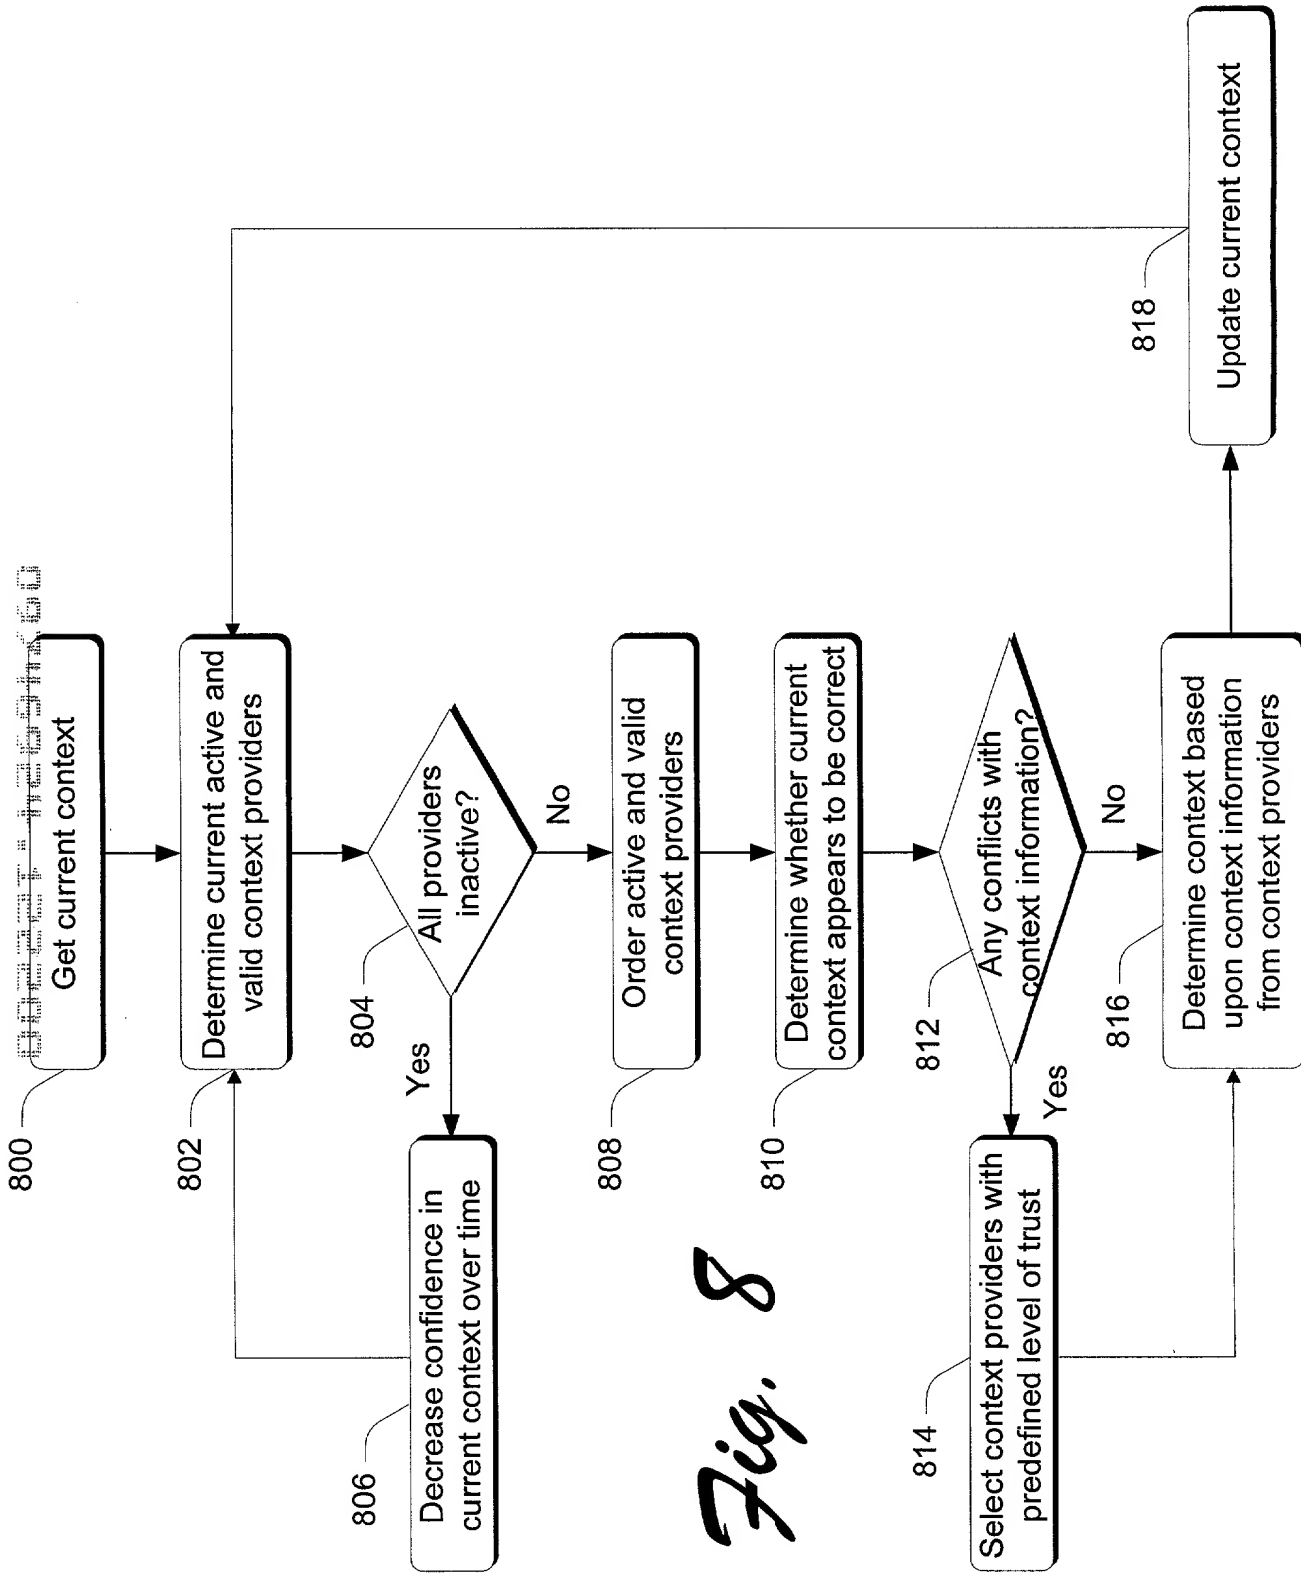 800
Get current context
802
Determine current active and
valid context providers
804
All providers
inactive?
Yes
No
806
Decrease confidence in
current context over time
808
Order active and valid
context providers
810
Determine whether current
context appears to be correct
812
Any conflicts with
context information?
Yes
No
814
Select context providers with
predefined level of trust
816
Determine context based
upon context information
from context providers
818
Update current context
Fig. 8